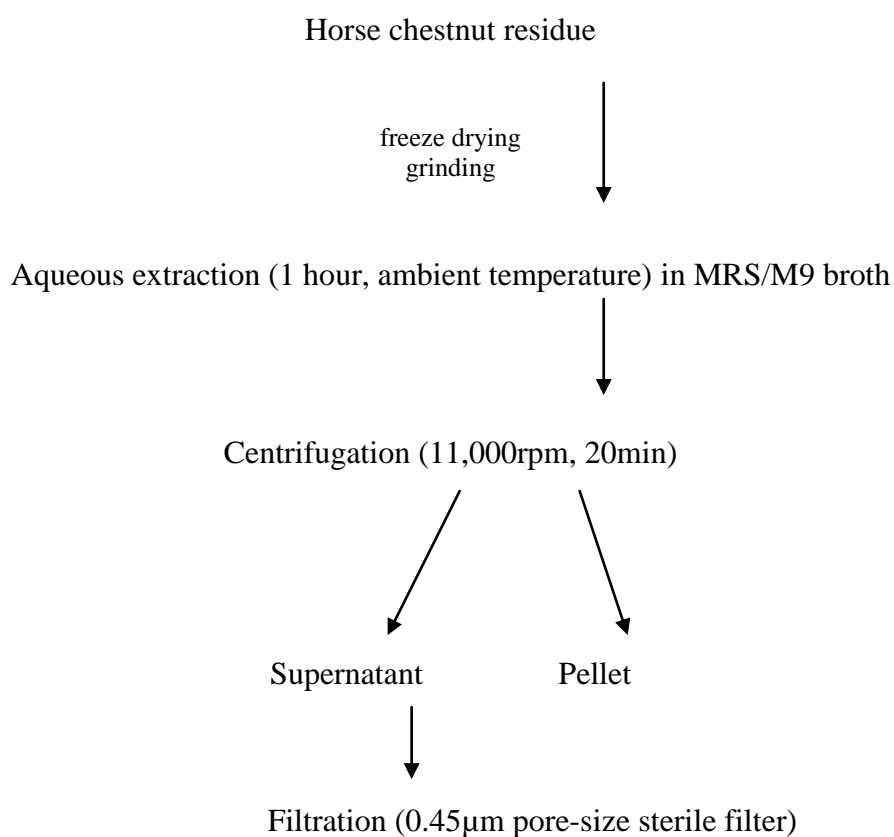 Horse chestnut residue
freeze drying
grinding
Aqueous extraction (1 hour, ambient temperature) in MRS/M9 broth
Centrifugation (11,000rpm, 20min)
Supernatant Pellet
Filtration (0.45µm pore-size sterile filter)